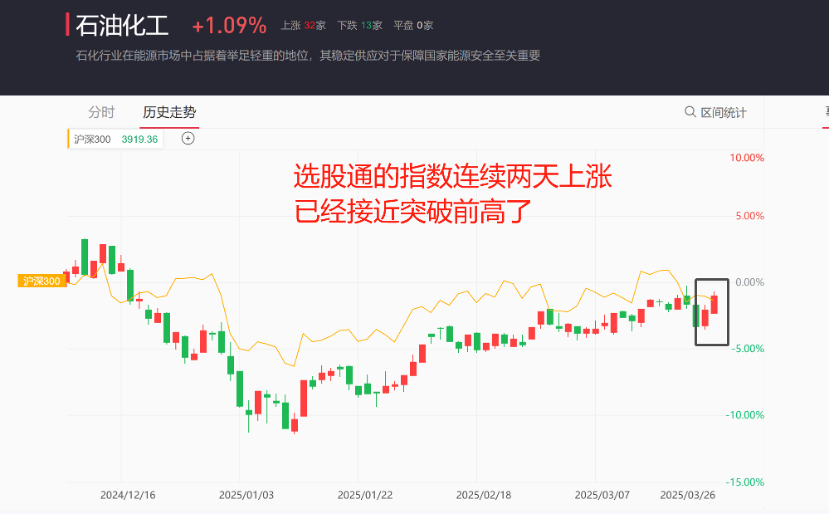 石油化工 +1.09% 上涨 32家 下跌 13家 平盘 0家
石化行业在能源市场中占据着举足轻重的地位，其稳定供应对于保障国家能源安全至关重要
分时 历史走势 区间统计
沪深300 3919.36
选股通的指数连续两天上涨
已经接近突破前高了
10.00%
5.00%
沪深300
0.00%
-5.00%
-10.00%
-15.00%
2024/12/16 2025/01/03 2025/01/22 2025/02/18 2025/03/07 2025/03/26